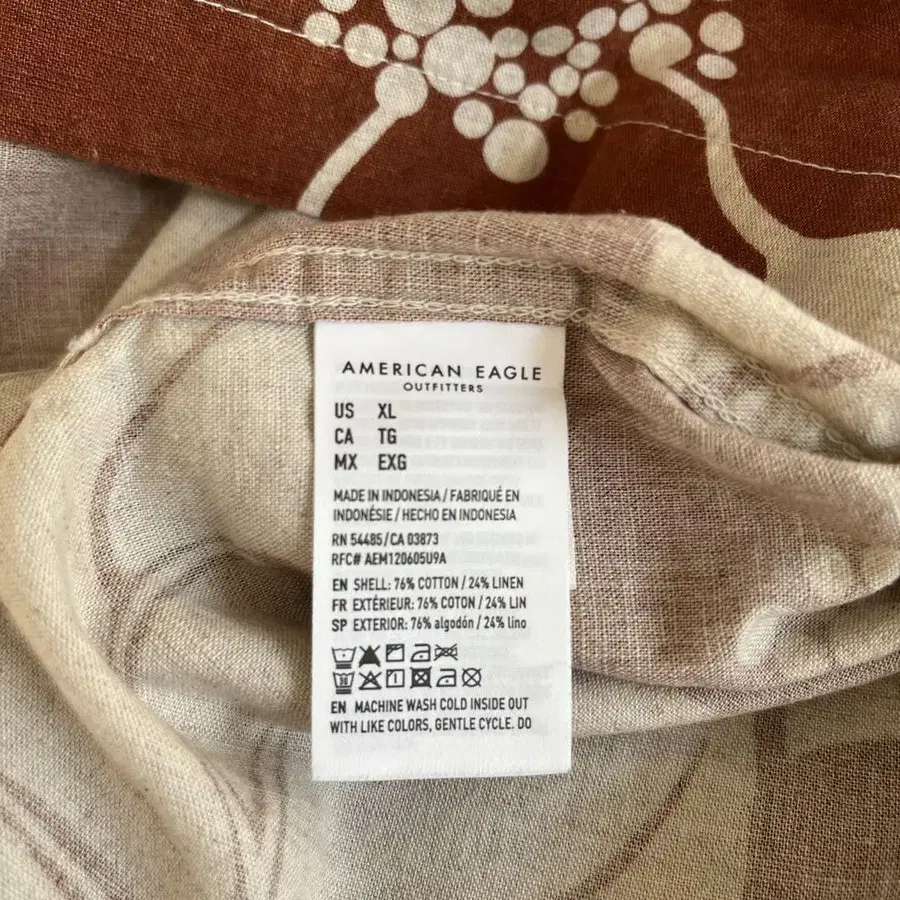 AMERICAN EAGLE
OUTFITTERS
US XL
CA TG
MX EXG
MADE IN INDONESIA / FABRIQUÉ EN
INDONÉSIE / HECHO EN INDONESIA
RN 54485/CA 03873
RFC# AEM120605U9A
EN SHELL: 76% COTTON / 24% LINEN
FR EXTÉRIEUR: 76% COTON / 24% LIN
SP EXTERIOR: 76% algodón / 24% lino
EN MACHINE WASH COLD INSIDE OUT
WITH LIKE COLORS, GENTLE CYCLE. DO